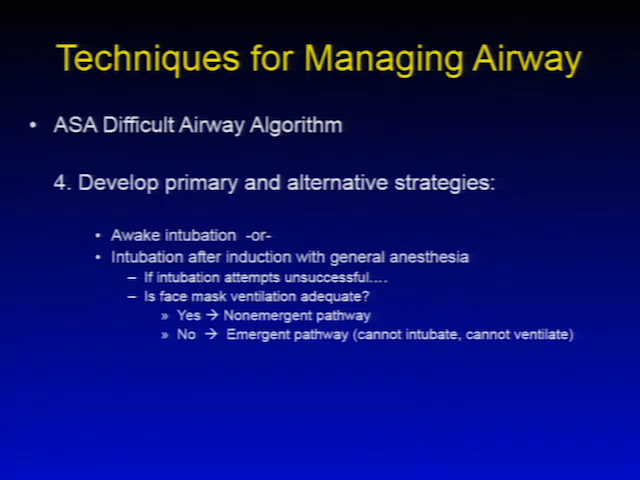 Techniques for Managing Airway
• ASA Difficult Airway Algorithm
4. Develop primary and alternative strategies:
• Awake intubation -or-
• Intubation after induction with general anesthesia
– If intubation attempts unsuccessful….
– Is face mask ventilation adequate?
» Yes → Nonemergent pathway
» No → Emergent pathway (cannot intubate, cannot ventilate)